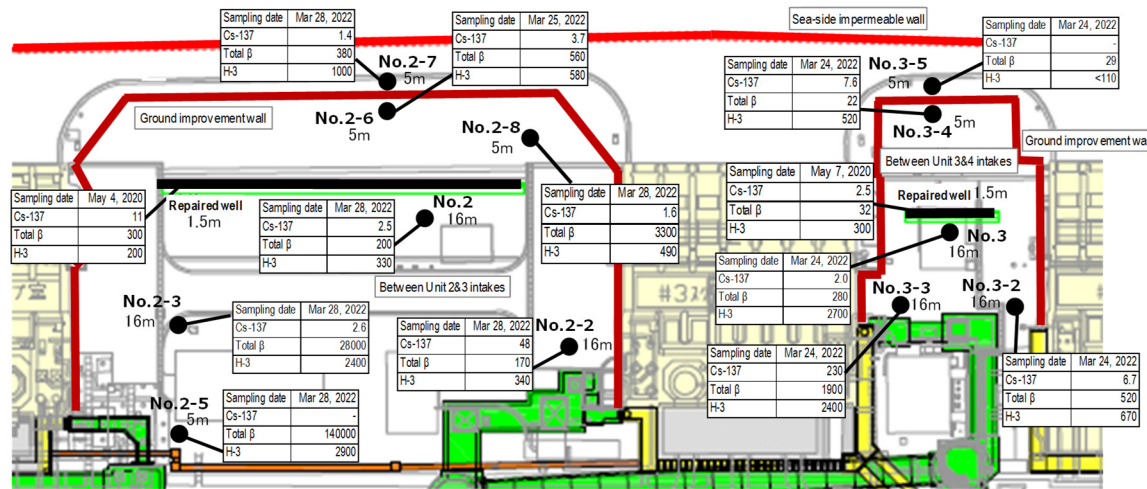 Sampling date Mar 28, 2022
Cs-137 1.4
Total β 380
H-3 1000
Sampling date Mar 25, 2022
Cs-137 3.7
Total β 560
H-3 580
Sea-side impermeable wall
Sampling date Mar 24, 2022
Cs-137 -
Total β 29
H-3 <110
No.2-7
5m
Sampling date Mar 24, 2022
Cs-137 7.6
Total β 22
H-3 520
No.3-5
5m
Ground improvement wall
No.2-6
5m
No.2-8
5m
No.3-4
5m
Ground improvement wa
Between Unit 3&4 intakes
Sampling date May 4, 2020
Cs-137 11
Total β 300
H-3 200
Repaired well
1.5m
Sampling date Mar 28, 2022
Cs-137 2.5
Total β 200
H-3 330
No.2
16m
Sampling date Mar 28, 2022
Cs-137 1.6
Total β 3300
H-3 490
Sampling date May 7, 2020
Cs-137 2.5
Total β 32
H-3 300
Repaired well 1.5m
No.3
16m
Sampling date Mar 24, 2022
Cs-137 2.0
Total β 280
H-3 2700
Between Unit 2&3 intakes
プ室
#3ス
No.2-3
16m
Sampling date Mar 28, 2022
Cs-137 2.6
Total β 28000
H-3 2400
Sampling date Mar 28, 2022
Cs-137 48
Total β 170
H-3 340
No.2-2
16m
No.3-3
16m
No.3-2
16m
Sampling date Mar 24, 2022
Cs-137 230
Total β 1900
H-3 2400
Sampling date Mar 24, 2022
Cs-137 6.7
Total β 520
H-3 670
No.2-5
5m
Sampling date Mar 28, 2022
Cs-137 -
Total β 140000
H-3 2900